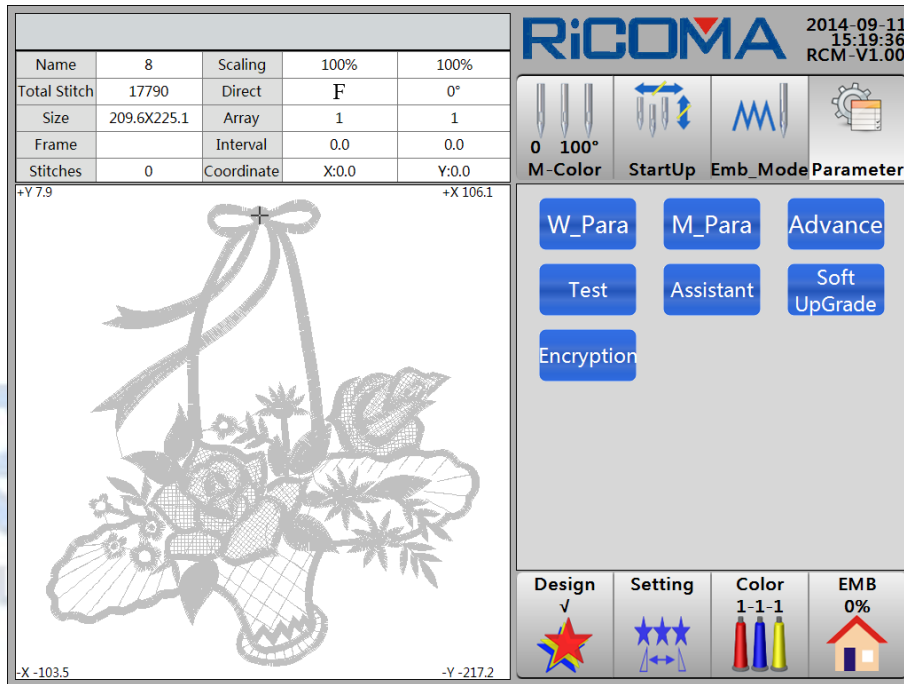 RiCOMA
2014-09-11
15:19:36
RCM-V1.00
Name 8 Scaling 100% 100%
Total Stitch 17790 Direct F 0°
Size 209.6X225.1 Array 1 1
Frame Interval 0.0 0.0
Stitches 0 Coordinate X:0.0 Y:0.0
0 100°
M-Color StartUp Emb_Mode Parameter
+Y 7.9 +X 106.1
W_Para M_Para Advance
Test Assistant Soft
UpGrade
Encryption
-X -103.5 -Y -217.2
Design Setting Color EMB
√ 1-1-1 0%